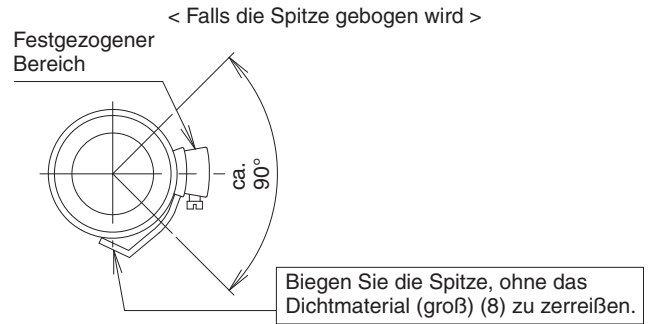 < Falls die Spitze gebogen wird >
Festgezogener
Bereich
ca.
90°
Biegen Sie die Spitze, ohne das
Dichtmaterial (groß) (8) zu zerreißen.